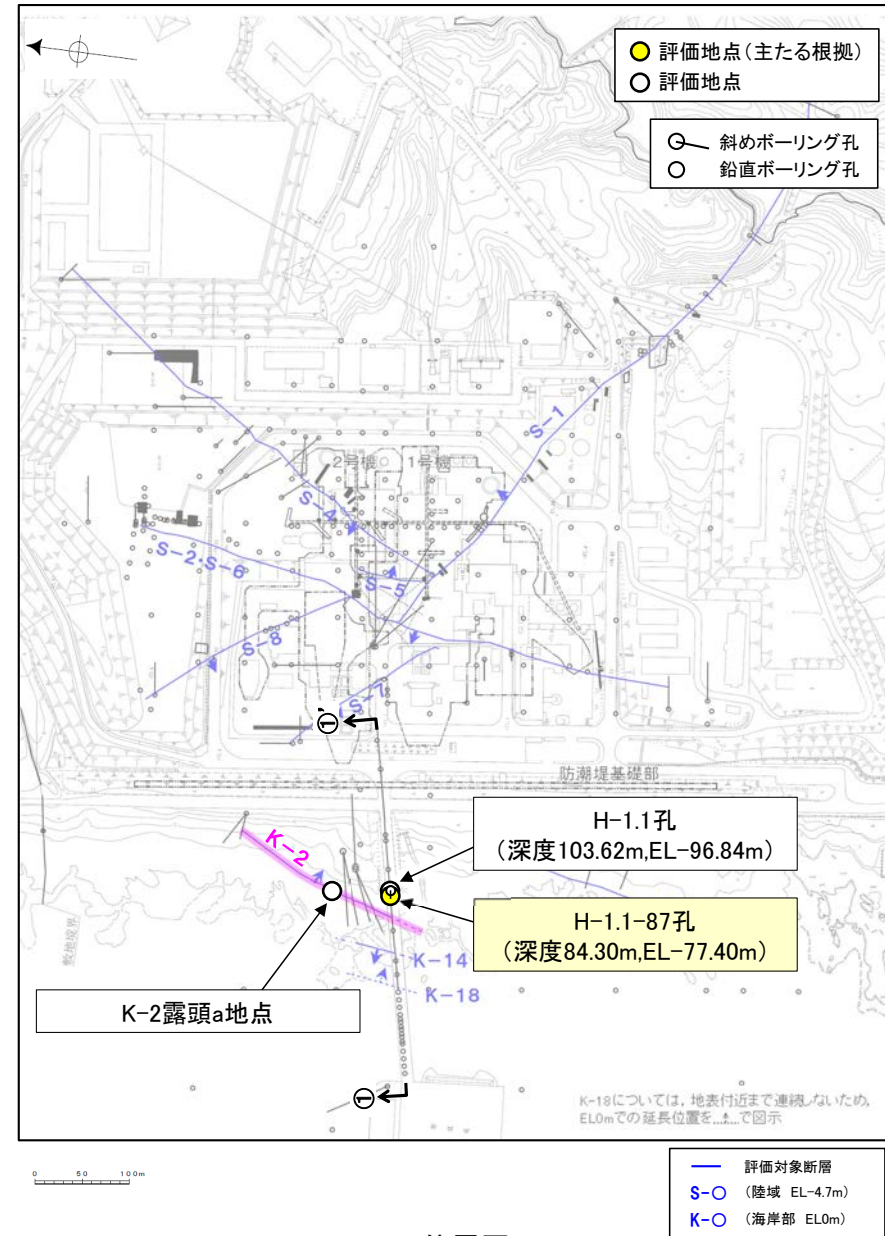 評価地点(主たる根拠)
評価地点
斜めボーリング孔
鉛直ボーリング孔
S-1
2号機
1号機
S-4
S-2・S-6
S-5
S-8
S-7
①'
防潮堤基礎部
K-2
H-1.1孔
(深度103.62m,EL-96.84m)
H-1.1-87孔
(深度84.30m,EL-77.40m)
敷地境界
K-14
K-18
K-2露頭a地点
①
K-18については、地表付近まで連続しないため、
EL0mでの延長位置を...▲...で図示
0 50 100m
評価対象断層
S-○ (陸域 EL-4.7m)
K-○ (海岸部 EL0m)